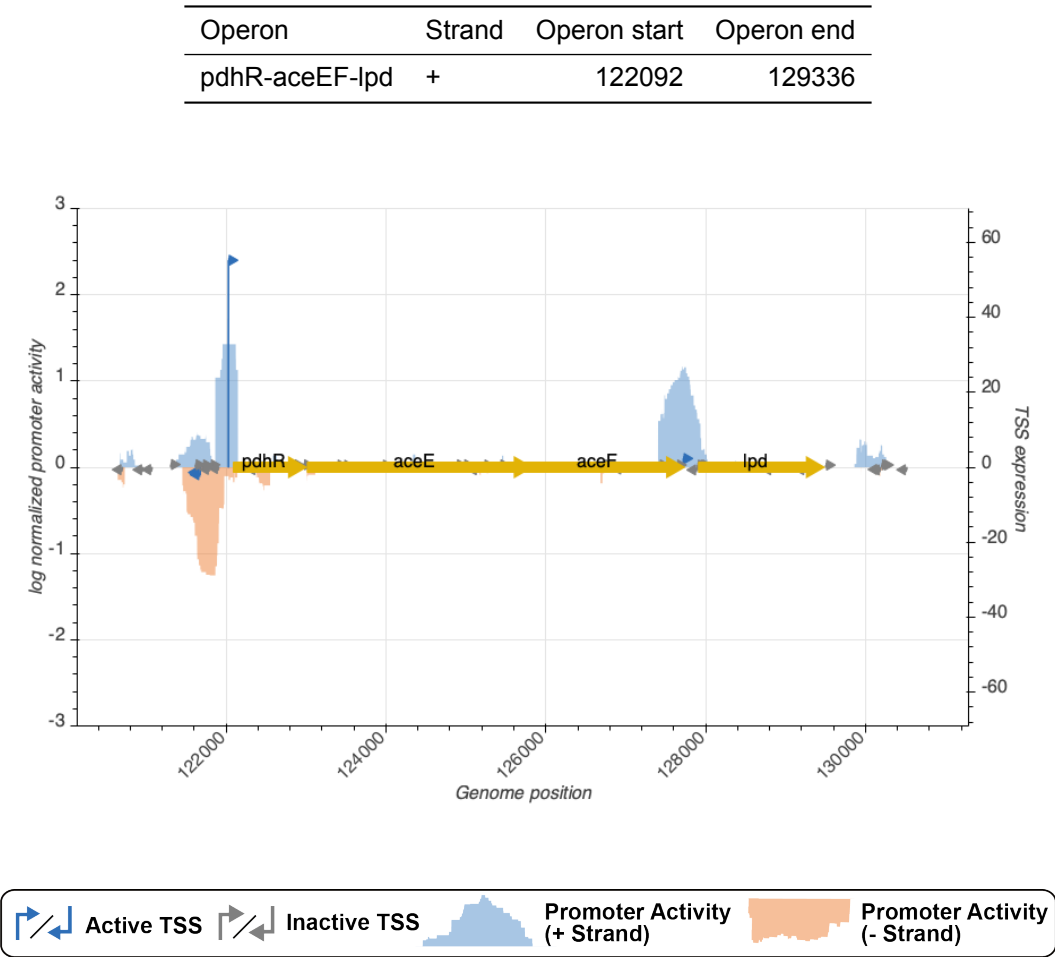 Operon Strand Operon start Operon end
pdhR-aceEF-lpd + 122092 129336
3
2
1
0
-1
-2
-3
log normalized promoter activity
60
40
20
0
-20
-40
-60
TSS expression
pdhR aceE aceF lpd
122000 124000 126000 128000 130000
Genome position
Active TSS
Inactive TSS
Promoter Activity
(+ Strand)
Promoter Activity
(- Strand)